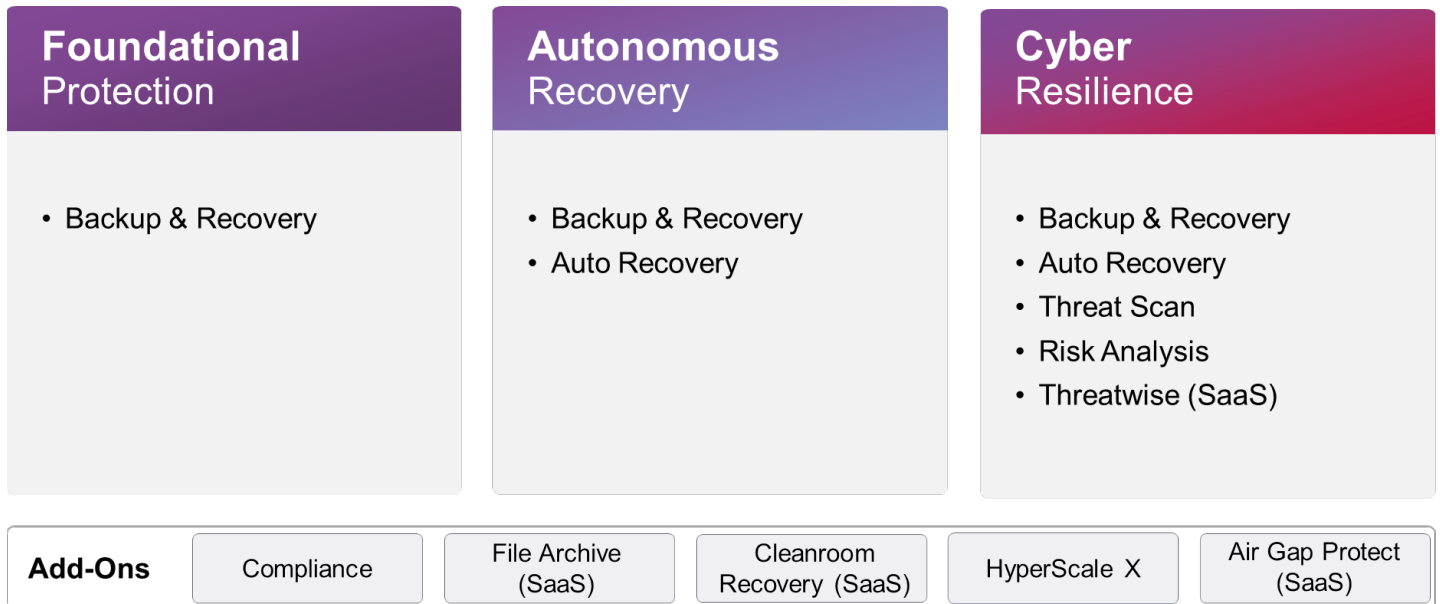 Foundational
Protection
• Backup & Recovery
Autonomous
Recovery
• Backup & Recovery
• Auto Recovery
Cyber
Resilience
• Backup & Recovery
• Auto Recovery
• Threat Scan
• Risk Analysis
• Threatwise (SaaS)
Add-Ons
Compliance
File Archive
(SaaS)
Cleanroom
Recovery (SaaS)
HyperScale X
Air Gap Protect
(SaaS)